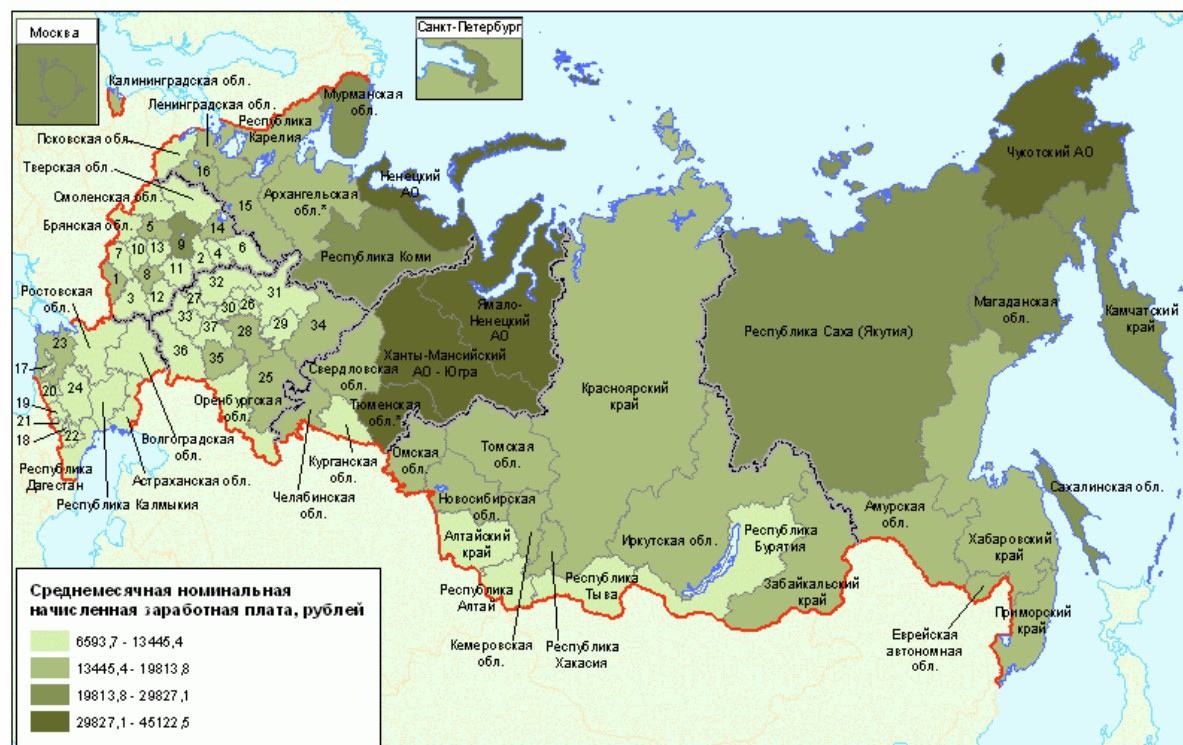 Москва
Санкт-Петербург
Калининградская обл.
Ленинградская обл.
Мурманская
обл.
Республика
Карелия
Псковская обл.
Тверская обл.
Смоленская обл.
Брянская обл.
Ненецкий
АО
Чукотский АО
Архангельская
обл.*
16
15
5
14
7
10
13
9
2
4
6
1
8
11
3
12
Республика Коми
Ростовская
обл.
32
27
31
30
26
33
29
37
28
34
36
35
25
Ямало-
Ненецкий
АО
Ханты-Мансийский
АО - Югра
Республика Саха (Якутия)
Магаданская
обл.
Камчатский
край
23
17
20
24
19
21
18
22
Оренбургская
обл.
Свердловская
обл.
Тюменская
обл.*
Красноярский
край
Волгоградская
обл.
Курганская
обл.
Омская
обл.
Томская
обл.
Республика
Дагестан
Астраханская обл.
Республика Калмыкия
Челябинская
обл.
Новосибирская
обл.
Алтайский
край
Иркутская обл.
Республика
Бурятия
Амурская
обл.
Сахалинская обл.
Хабаровский
край
Республика
Алтай
Республика
Тыва
Забайкальский
край
Кемеровская
обл.
Республика
Хакасия
Еврейская
автономная
обл.
Приморский
край
Среднемесячная номинальная
начисленная заработная плата, рублей
6593,7 - 13445,4
13445,4 - 19813,8
19813,8 - 29827,1
29827,1 - 45122,5